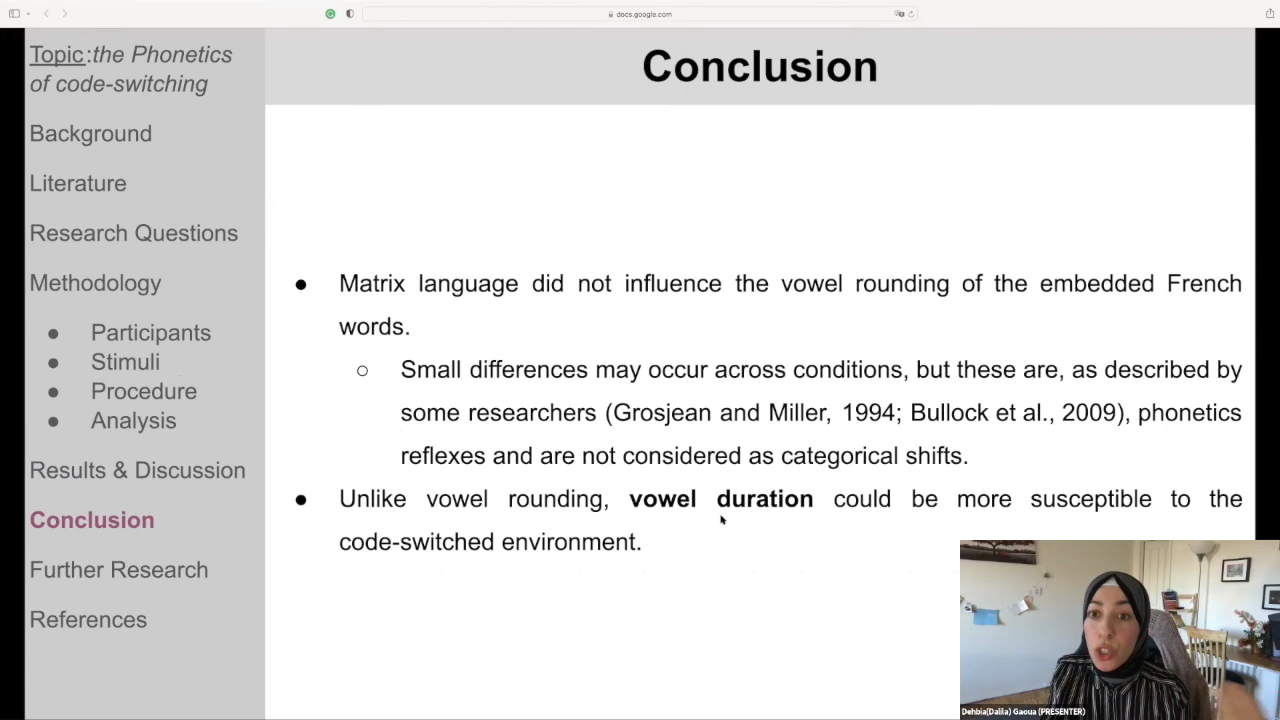 docs.google.com
Topic:the Phonetics
of code-switching
Background
Literature
Research Questions
Methodology
● Participants
● Stimuli
● Procedure
● Analysis
Results & Discussion
Conclusion
Further Research
References
Conclusion
● Matrix language did not influence the vowel rounding of the embedded French
words.
○ Small differences may occur across conditions, but these are, as described by
some researchers (Grosjean and Miller, 1994; Bullock et al., 2009), phonetics
reflexes and are not considered as categorical shifts.
● Unlike vowel rounding, vowel duration could be more susceptible to the
code-switched environment.
Dehbia(Dalila) Gaoua (PRESENTER)